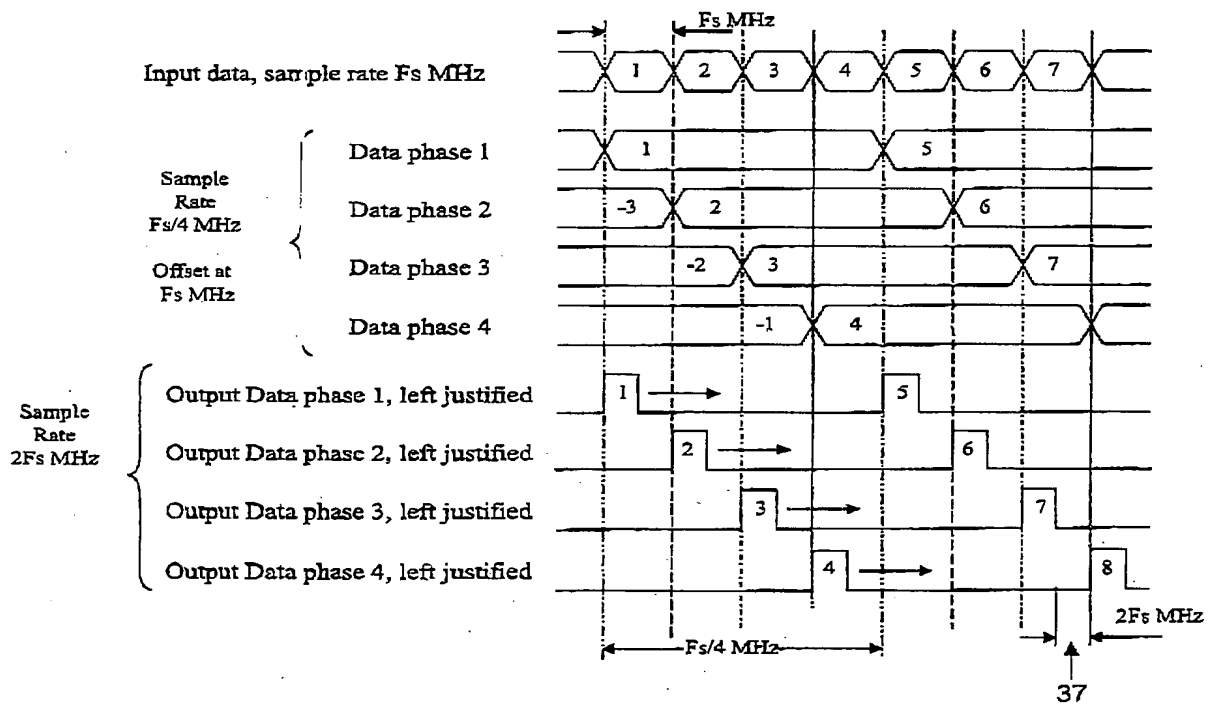 Fs MHz
Input data, sample rate Fs MHz
1 2 3 4 5 6 7
Sample
Rate
Fs/4 MHz
Offset at
Fs MHz
Data phase 1
1 5
Data phase 2
-3 2 6
Data phase 3
-2 3 7
Data phase 4
-1 4
Sample
Rate
2Fs MHz
Output Data phase 1, left justified
1 5
Output Data phase 2, left justified
2 6
Output Data phase 3, left justified
3 7
Output Data phase 4, left justified
4 8
2Fs MHz
Fs/4 MHz
37